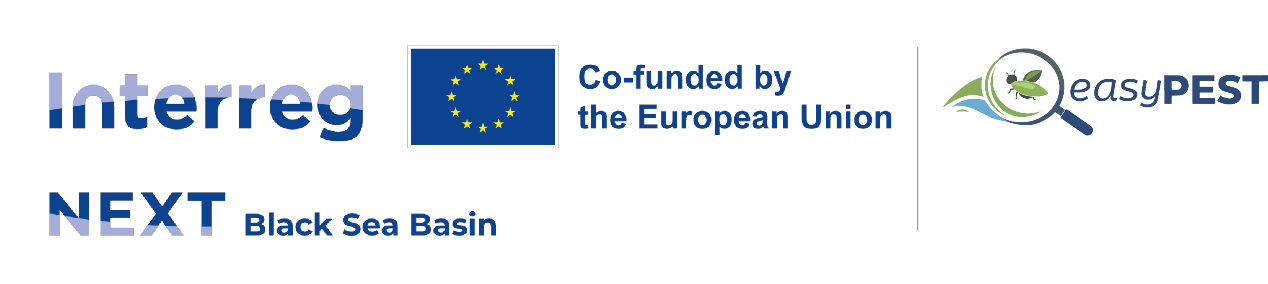 Interreg
Co-funded by
the European Union
easyPEST
NEXT Black Sea Basin